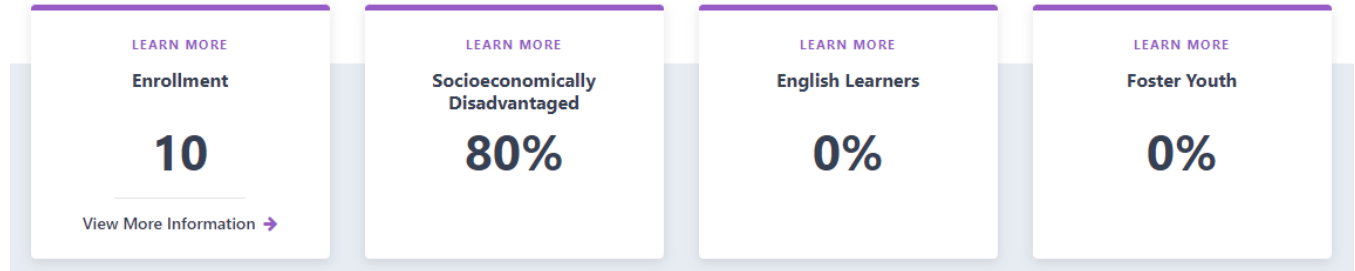 LEARN MORE
Enrollment
10
View More Information
LEARN MORE
Socioeconomically
Disadvantaged
80%
LEARN MORE
English Learners
0%
LEARN MORE
Foster Youth
0%